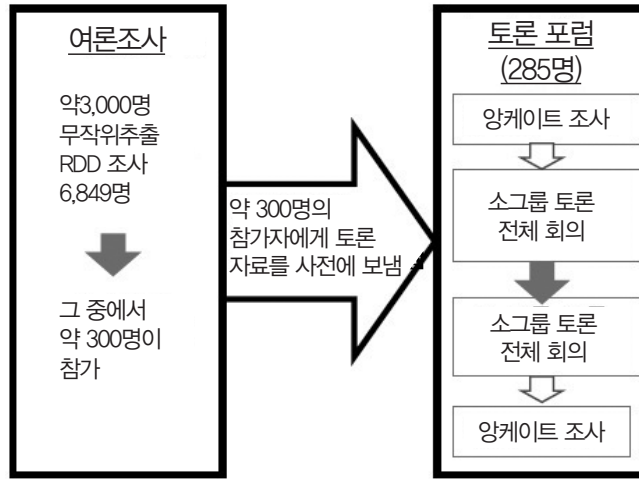 여론조사
약3,000명
무작위추출
RDD 조사
6,849명
그 중에서
약 300명이
참가
약 300명의
참가자에게 토론
자료를 사전에 보냄
토론 포럼
(285명)
앙케이트 조사
소그룹 토론
전체 회의
소그룹 토론
전체 회의
앙케이트 조사